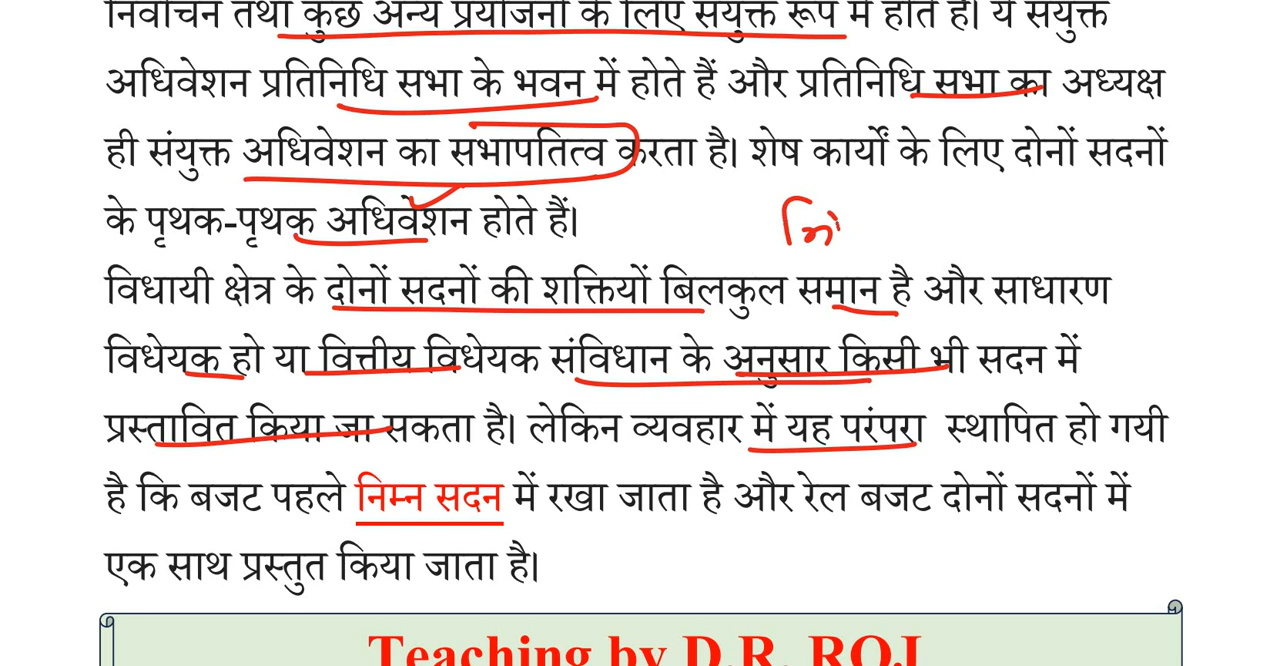 निर्वाचन तथा कुछ अन्य प्रयोजनों के लिए संयुक्त रूप में होते हैं। ये संयुक्त
अधिवेशन प्रतिनिधि सभा के भवन में होते हैं और प्रतिनिधि सभा का अध्यक्ष
ही संयुक्त अधिवेशन का सभापतित्व करता है। शेष कार्यों के लिए दोनों सदनों
के पृथक-पृथक अधिवेशन होते हैं।
विधायी क्षेत्र के दोनों सदनों की शक्तियों बिलकुल समान है और साधारण
विधेयक हो या वित्तीय विधेयक संविधान के अनुसार किसी भी सदन में
प्रस्तावित किया जा सकता है। लेकिन व्यवहार में यह परंपरा स्थापित हो गयी
है कि बजट पहले निम्न सदन में रखा जाता है और रेल बजट दोनों सदनों में
एक साथ प्रस्तुत किया जाता है।
Teaching by D.R. ROJ